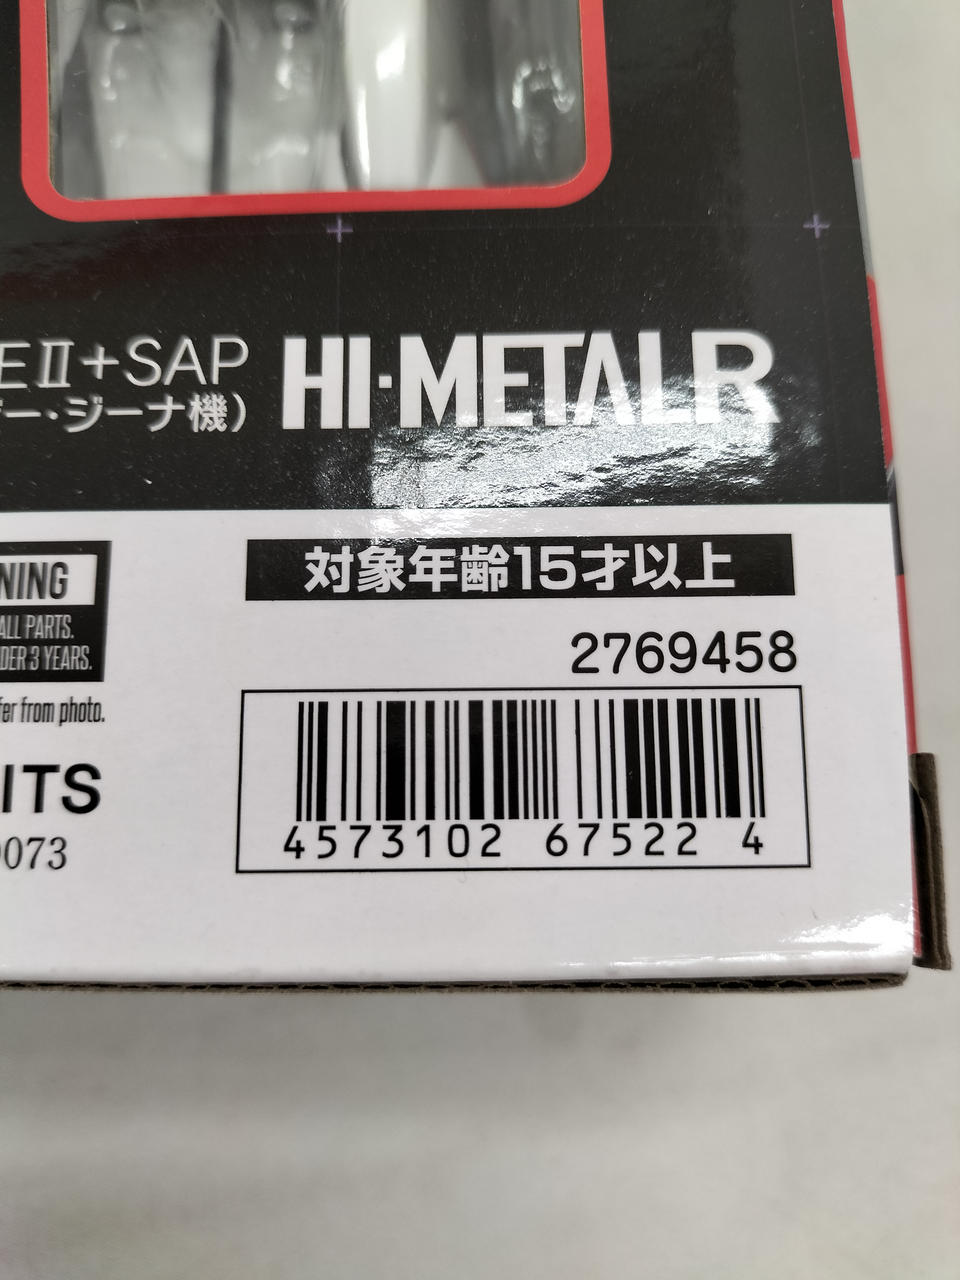 EⅡ+SAP
ー・ジーナ機)
HI-METAL R
対象年齢15才以上
2769458
NING
ALL PARTS.
DER 3 YEARS.
fer from photo.
ITS
0073
4573102 67522 4